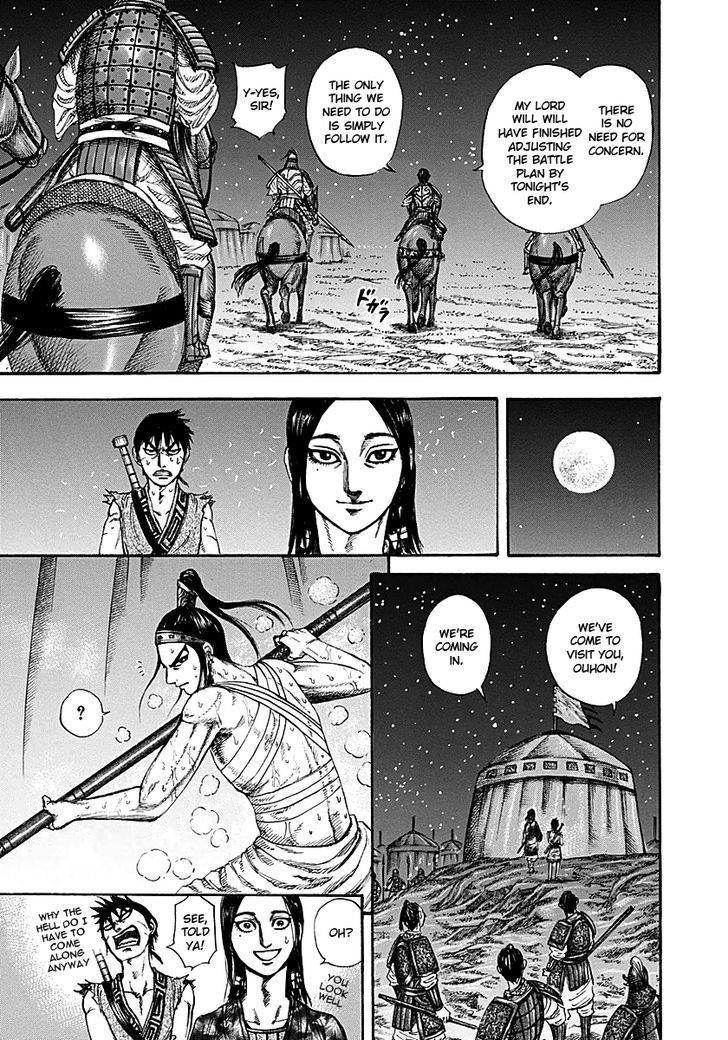 THERE
IS NO
NEED FOR
CONCERN.
MY LORD
WILL WILL
HAVE FINISHED
ADJUSTING
THE BATTLE
PLAN BY
TONIGHT'S
END.
THE ONLY
THING WE
NEED TO DO
IS SIMPLY
FOLLOW IT.
Y-YES,
SIR!
ドガラ
WE'VE
COME TO
VISIT YOU,
OUHON!
WE'RE
COMING
IN.
?
OH?
YOU
LOOK
WELL
SEE,
TOLD
YA!
WHY THE
HELL DO I
HAVE TO
COME
ALONG
ANYWAY